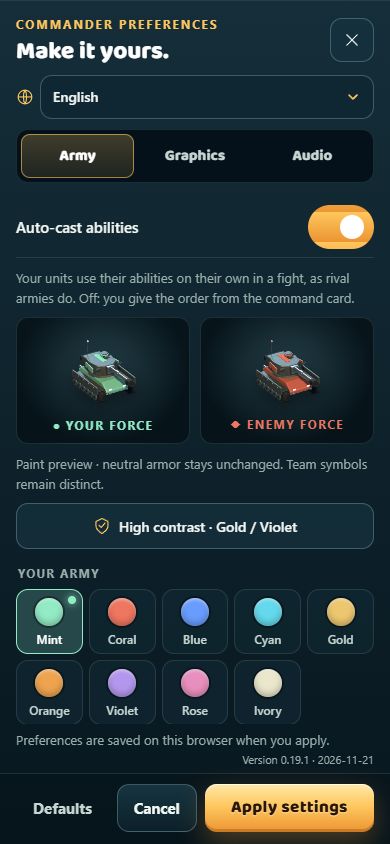 COMMANDER PREFERENCES
Make it yours.
English
Army Graphics Audio
Auto-cast abilities
Your units use their abilities on their own in a fight, as rival
armies do. Off: you give the order from the command card.
YOUR FORCE ENEMY FORCE
Paint preview · neutral armor stays unchanged. Team symbols
remain distinct.
High contrast · Gold / Violet
YOUR ARMY
Mint Coral Blue Cyan Gold
Orange Violet Rose Ivory
Preferences are saved on this browser when you apply.
Version 0.19.1 · 2026-11-21
Defaults Cancel Apply settings